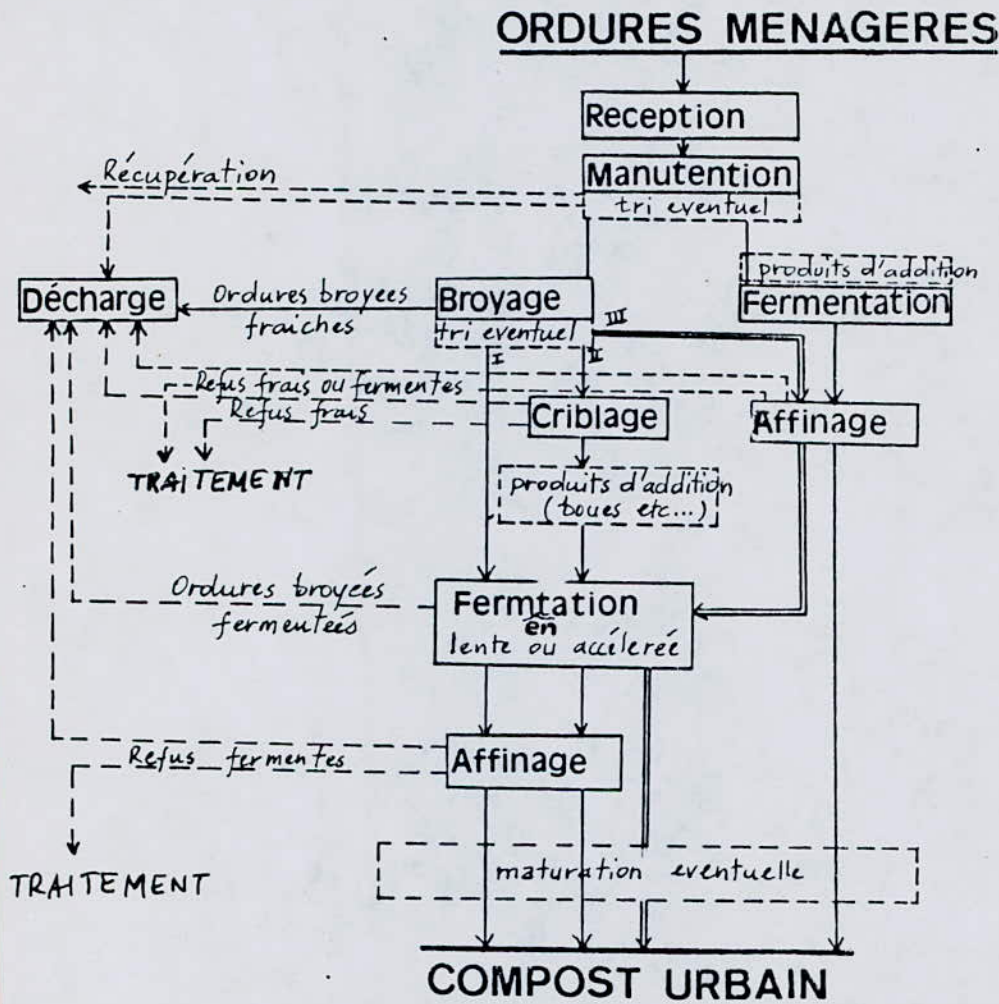 ORDURES MENAGERES
Reception
Récupération
Manutention
tri eventuel
produits d'addition
Décharge
Ordures broyees
fraiches
Broyage
Fermentation
tri eventuel
III
I
II
Refus frais ou fermentes
Refus frais
Criblage
Affinage
TRAITEMENT
produits d'addition
(boues etc...)
Ordures broyées
fermenteés
Fermtation
en
lente ou accélereé
Refus fermentes
Affinage
TRAITEMENT
maturation eventuelle
COMPOST URBAIN